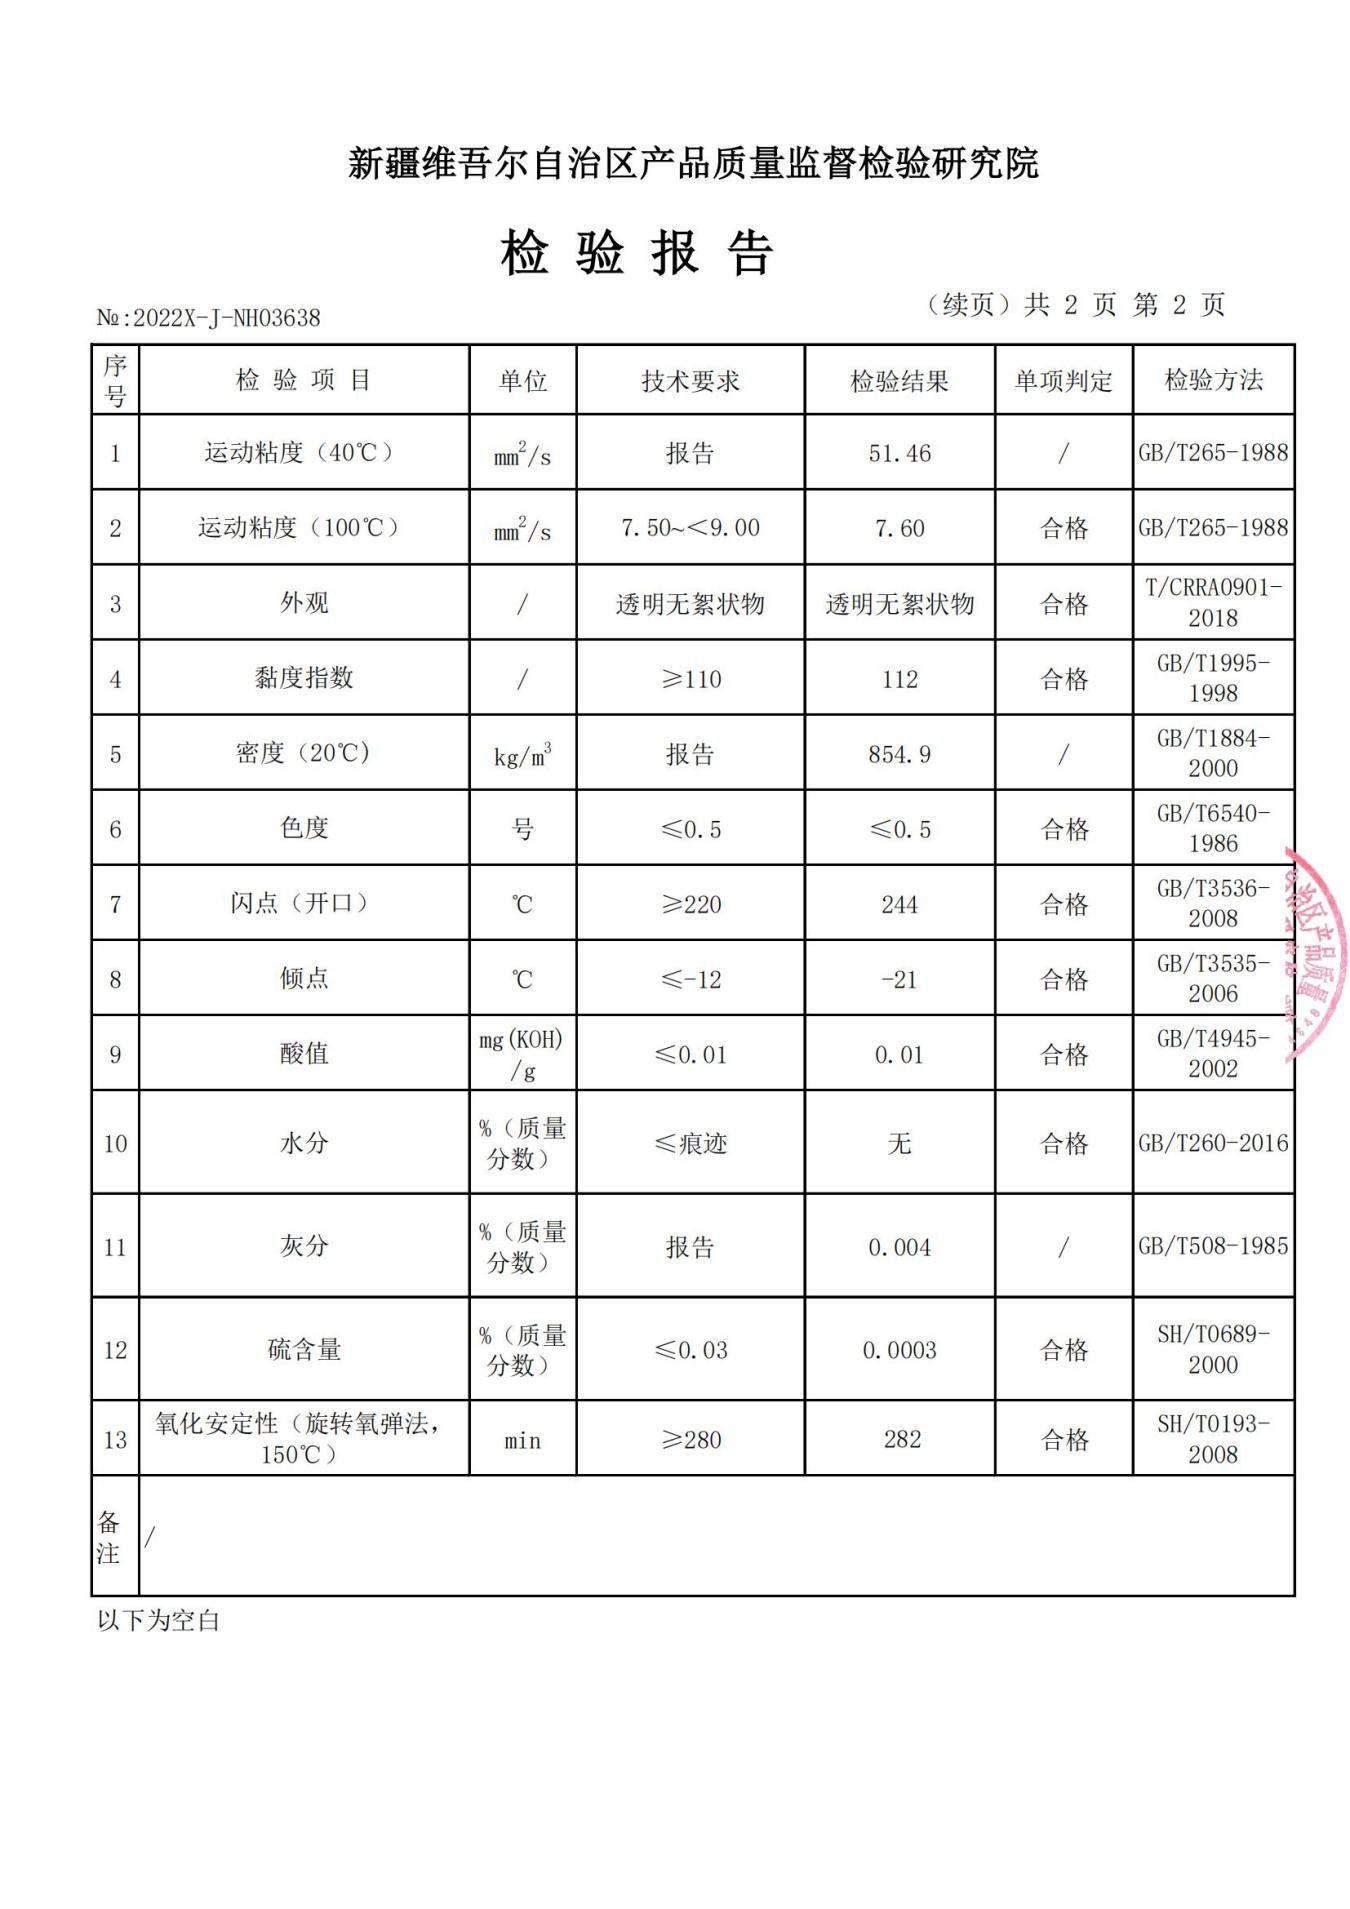 新疆维吾尔自治区产品质量监督检验研究院
检 验 报 告
№:2022X-J-NH03638
（续页）共 2 页 第 2 页
序号 检 验 项 目 单位 技术要求 检验结果 单项判定 检验方法
1 运动粘度（40℃） mm²/s 报告 51.46 / GB/T265-1988
2 运动粘度（100℃） mm²/s 7.50~＜9.00 7.60 合格 GB/T265-1988
3 外观 / 透明无絮状物 透明无絮状物 合格 T/CRRA0901-2018
4 黏度指数 / ≥110 112 合格 GB/T1995-1998
5 密度（20℃) kg/m³ 报告 854.9 / GB/T1884-2000
6 色度 号 ≤0.5 ≤0.5 合格 GB/T6540-1986
7 闪点（开口） ℃ ≥220 244 合格 GB/T3536-2008
8 倾点 ℃ ≤-12 -21 合格 GB/T3535-2006
9 酸值 mg(KOH)/g ≤0.01 0.01 合格 GB/T4945-2002
10 水分 %（质量分数） ≤痕迹 无 合格 GB/T260-2016
11 灰分 %（质量分数） 报告 0.004 / GB/T508-1985
12 硫含量 %（质量分数） ≤0.03 0.0003 合格 SH/T0689-2000
13 氧化安定性（旋转氧弹法，150℃） min ≥280 282 合格 SH/T0193-2008
备注 /
以下为空白
治区产品质量